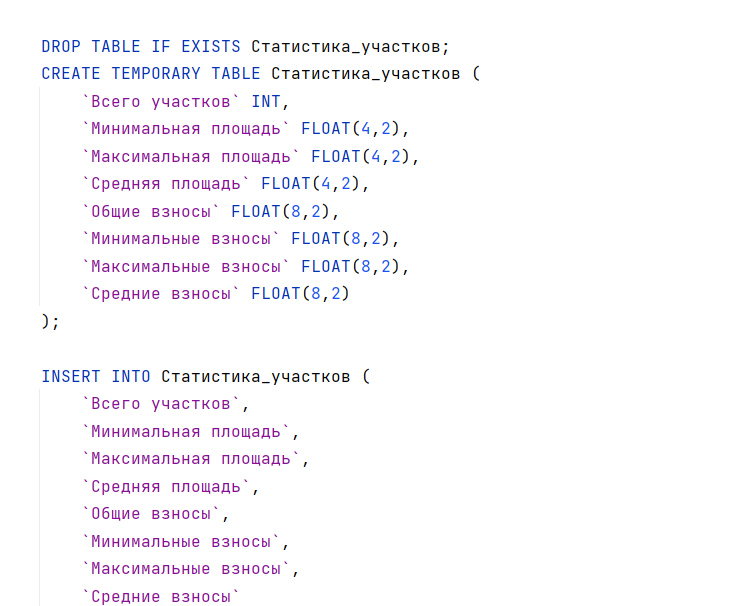 DROP TABLE IF EXISTS Статистика_участков;
CREATE TEMPORARY TABLE Статистика_участков (
    `Всего участков` INT,
    `Минимальная площадь` FLOAT(4,2),
    `Максимальная площадь` FLOAT(4,2),
    `Средняя площадь` FLOAT(4,2),
    `Общие взносы` FLOAT(8,2),
    `Минимальные взносы` FLOAT(8,2),
    `Максимальные взносы` FLOAT(8,2),
    `Средние взносы` FLOAT(8,2)
);
INSERT INTO Статистика_участков (
    `Всего участков`,
    `Минимальная площадь`,
    `Максимальная площадь`,
    `Средняя площадь`,
    `Общие взносы`,
    `Минимальные взносы`,
    `Максимальные взносы`,
    `Средние взносы`